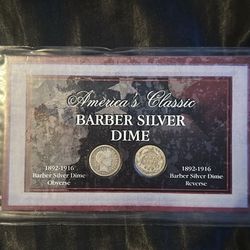 America's Classic
BARBER SILVER
DIME
1892-1916
Barber Silver Dime
Obverse
1892-1916
Barber Silver Dime
Reverse